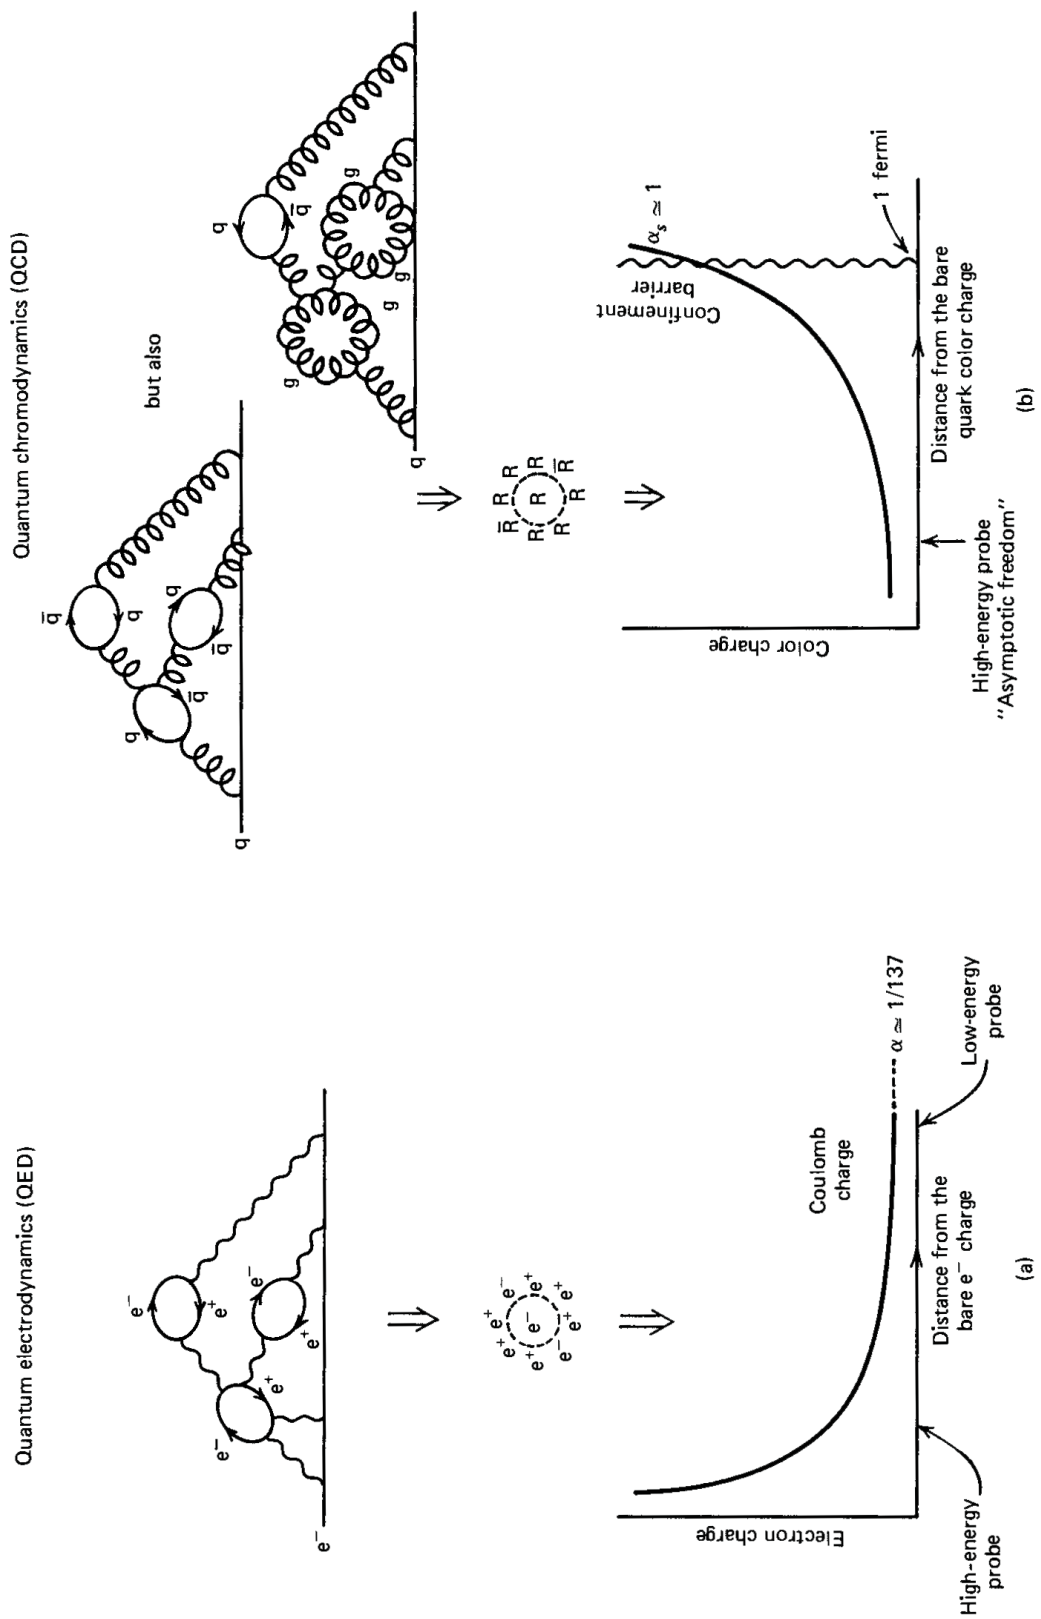 Quantum electrodynamics (QED)
e⁻
e⁺
e⁻
e⁺
e⁻
e⁺
e⁻
e⁺
e⁺
e⁻
e⁺
e⁻
e⁺
e⁺
e⁻
e⁺
Electron charge
Coulomb
charge
α ≃ 1/137
High-energy
probe
Distance from the
bare e⁻ charge
Low-energy
probe
(a)
Quantum chromodynamics (QCD)
q̅
q
q
q̅
q
q̅
q
but also
q
q̅
g
g
g
g
q
R̅
R
R
R
R
R
R̅
R
R
Color charge
Confinement
barrier
αₛ ≃ 1
1 fermi
High-energy probe
"Asymptotic freedom"
Distance from the bare
quark color charge
(b)